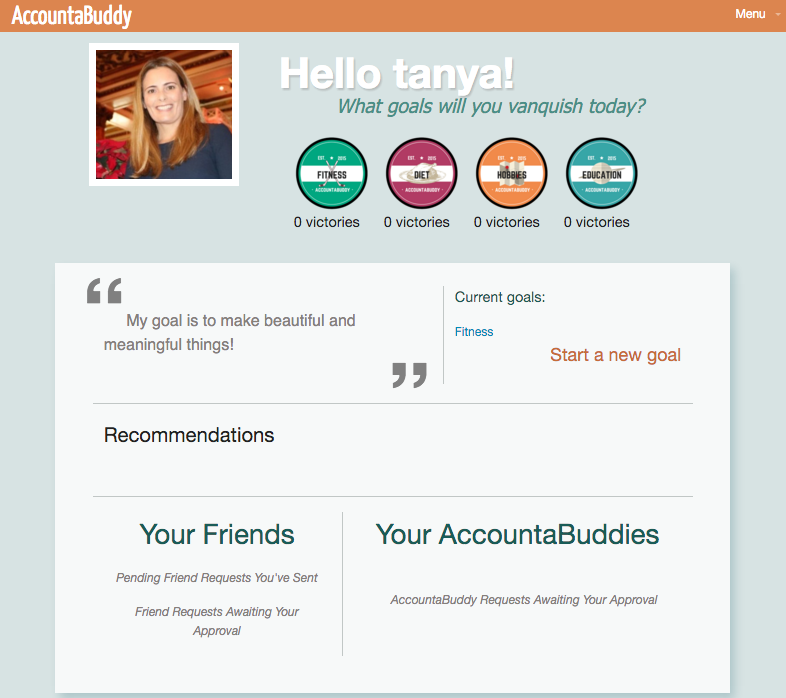 AccountaBuddy
Menu
Hello tanya!
What goals will you vanquish today?
EST. 2015
FITNESS
ACCOUNTABUDDY
EST. 2015
DIET
ACCOUNTABUDDY
EST. 2015
HOBBIES
ACCOUNTABUDDY
EST. 2015
EDUCATION
ACCOUNTABUDDY
0 victories
0 victories
0 victories
0 victories
“
My goal is to make beautiful and
meaningful things!
”
Current goals:
Fitness
Start a new goal
Recommendations
Your Friends
Pending Friend Requests You've Sent
Friend Requests Awaiting Your
Approval
Your AccountaBuddies
AccountaBuddy Requests Awaiting Your Approval